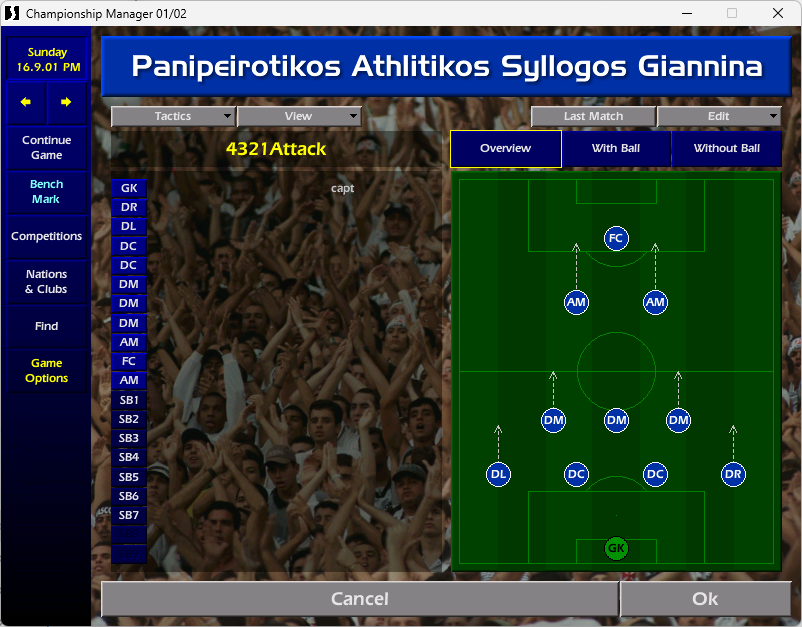 Championship Manager 01/02
Sunday
16.9.01 PM
Continue
Game
Bench
Mark
Competitions
Nations
& Clubs
Find
Game
Options
Panipeirotikos Athlitikos Syllogos Giannina
Tactics
View
Last Match
Edit
4321Attack
Overview
With Ball
Without Ball
GK
capt
DR
DL
DC
DC
DM
DM
DM
AM
FC
AM
SB1
SB2
SB3
SB4
SB5
SB6
SB7
FC
AM AM
DM DM DM
DL DC DC DR
GK
Cancel
Ok